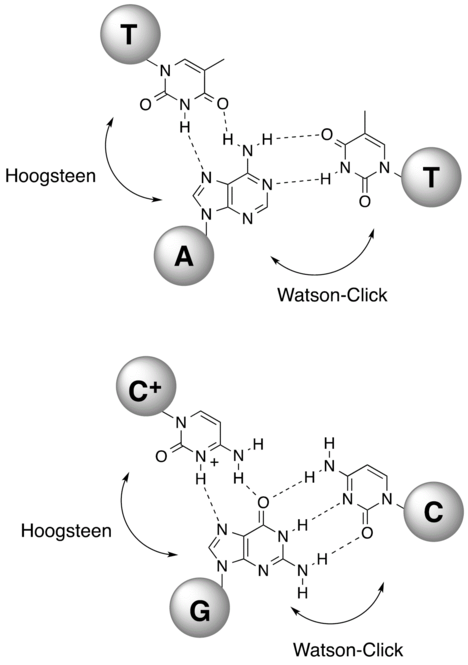 T
N
O N O
H
H H O
N
N N H N N T
Hoogsteen
O
N N
A
Watson-Click
C+
N
H H
O N + N N
H H H
O N N C
N N H
Hoogsteen
O
N N N H
H
G
Watson-Click